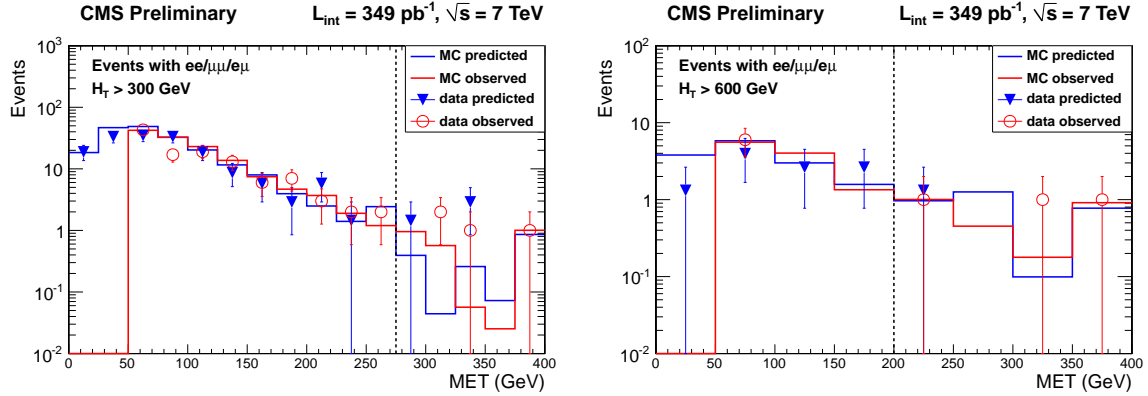 CMS Preliminary
L_int = 349 pb⁻¹, √s = 7 TeV
Events
10³
10²
10
1
10⁻¹
10⁻²
Events with ee/μμ/eμ
H_T > 300 GeV
MC predicted
MC observed
data predicted
data observed
0 50 100 150 200 250 300 350 400
MET (GeV)
CMS Preliminary
L_int = 349 pb⁻¹, √s = 7 TeV
Events
10²
10
1
10⁻¹
10⁻²
Events with ee/μμ/eμ
H_T > 600 GeV
MC predicted
MC observed
data predicted
data observed
0 50 100 150 200 250 300 350 400
MET (GeV)